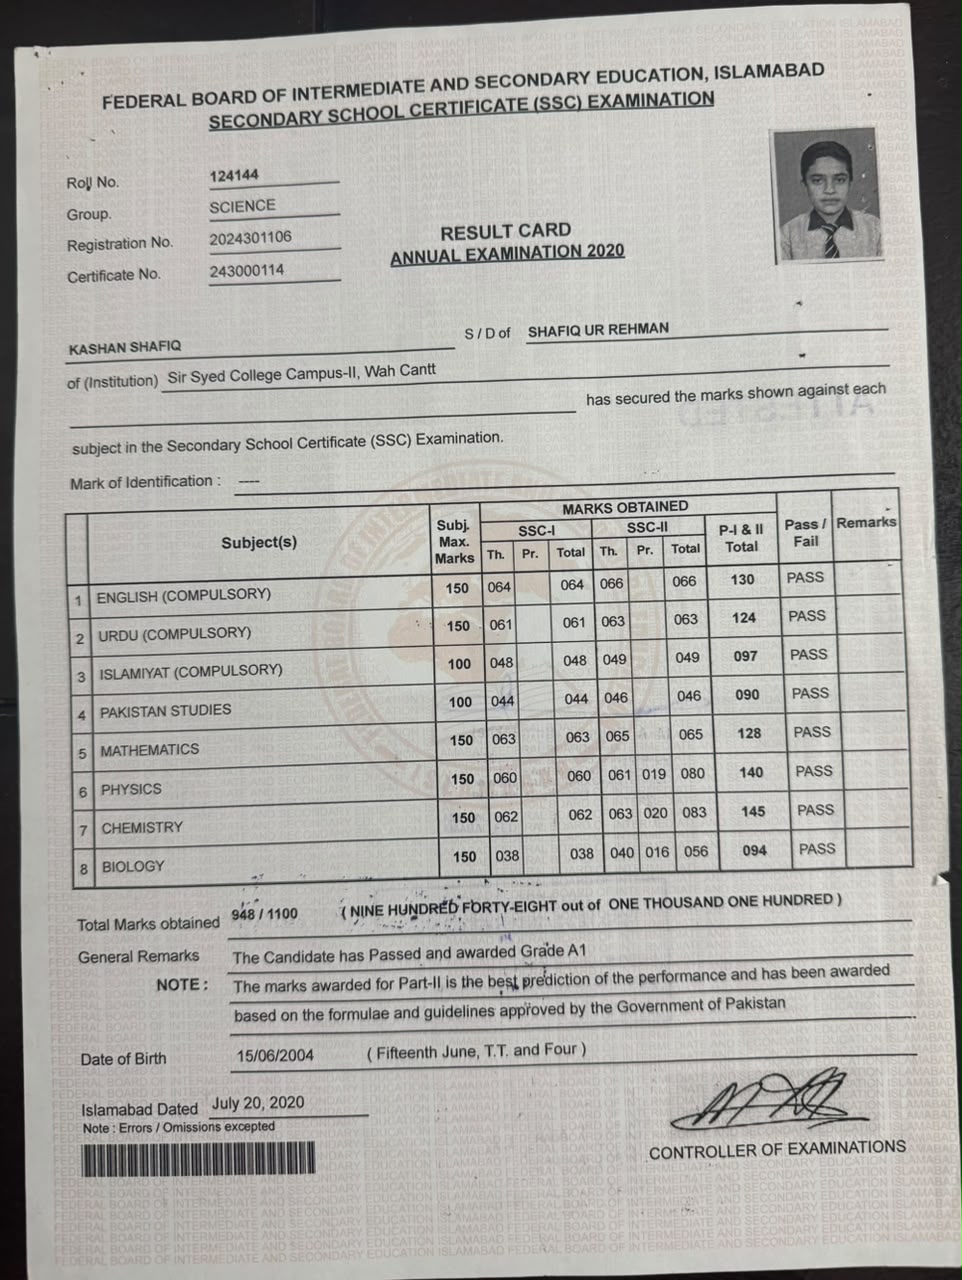 FEDERAL BOARD OF INTERMEDIATE AND SECONDARY EDUCATION, ISLAMABAD
SECONDARY SCHOOL CERTIFICATE (SSC) EXAMINATION
Roll No. 124144
Group. SCIENCE
Registration No. 2024301106
Certificate No. 243000114
RESULT CARD
ANNUAL EXAMINATION 2020
KASHAN SHAFIQ S / D of SHAFIQ UR REHMAN
of (Institution) Sir Syed College Campus-II, Wah Cantt
has secured the marks shown against each
subject in the Secondary School Certificate (SSC) Examination.
Mark of Identification : ----
Subject(s) Subj. Max. Marks MARKS OBTAINED Pass / Fail Remarks
SSC-I SSC-II P-I & II Total
Th. Pr. Total Th. Pr. Total
1 ENGLISH (COMPULSORY) 150 064 064 066 066 130 PASS
2 URDU (COMPULSORY) 150 061 061 063 063 124 PASS
3 ISLAMIYAT (COMPULSORY) 100 048 048 049 049 097 PASS
4 PAKISTAN STUDIES 100 044 044 046 046 090 PASS
5 MATHEMATICS 150 063 063 065 065 128 PASS
6 PHYSICS 150 060 060 061 019 080 140 PASS
7 CHEMISTRY 150 062 062 063 020 083 145 PASS
8 BIOLOGY 150 038 038 040 016 056 094 PASS
Total Marks obtained 948 / 1100 ( NINE HUNDRED FORTY-EIGHT out of ONE THOUSAND ONE HUNDRED )
General Remarks The Candidate has Passed and awarded Grade A1
NOTE : The marks awarded for Part-II is the best prediction of the performance and has been awarded
based on the formulae and guidelines approved by the Government of Pakistan
Date of Birth 15/06/2004 ( Fifteenth June, T.T. and Four )
Islamabad Dated July 20, 2020
Note : Errors / Omissions excepted
CONTROLLER OF EXAMINATIONS